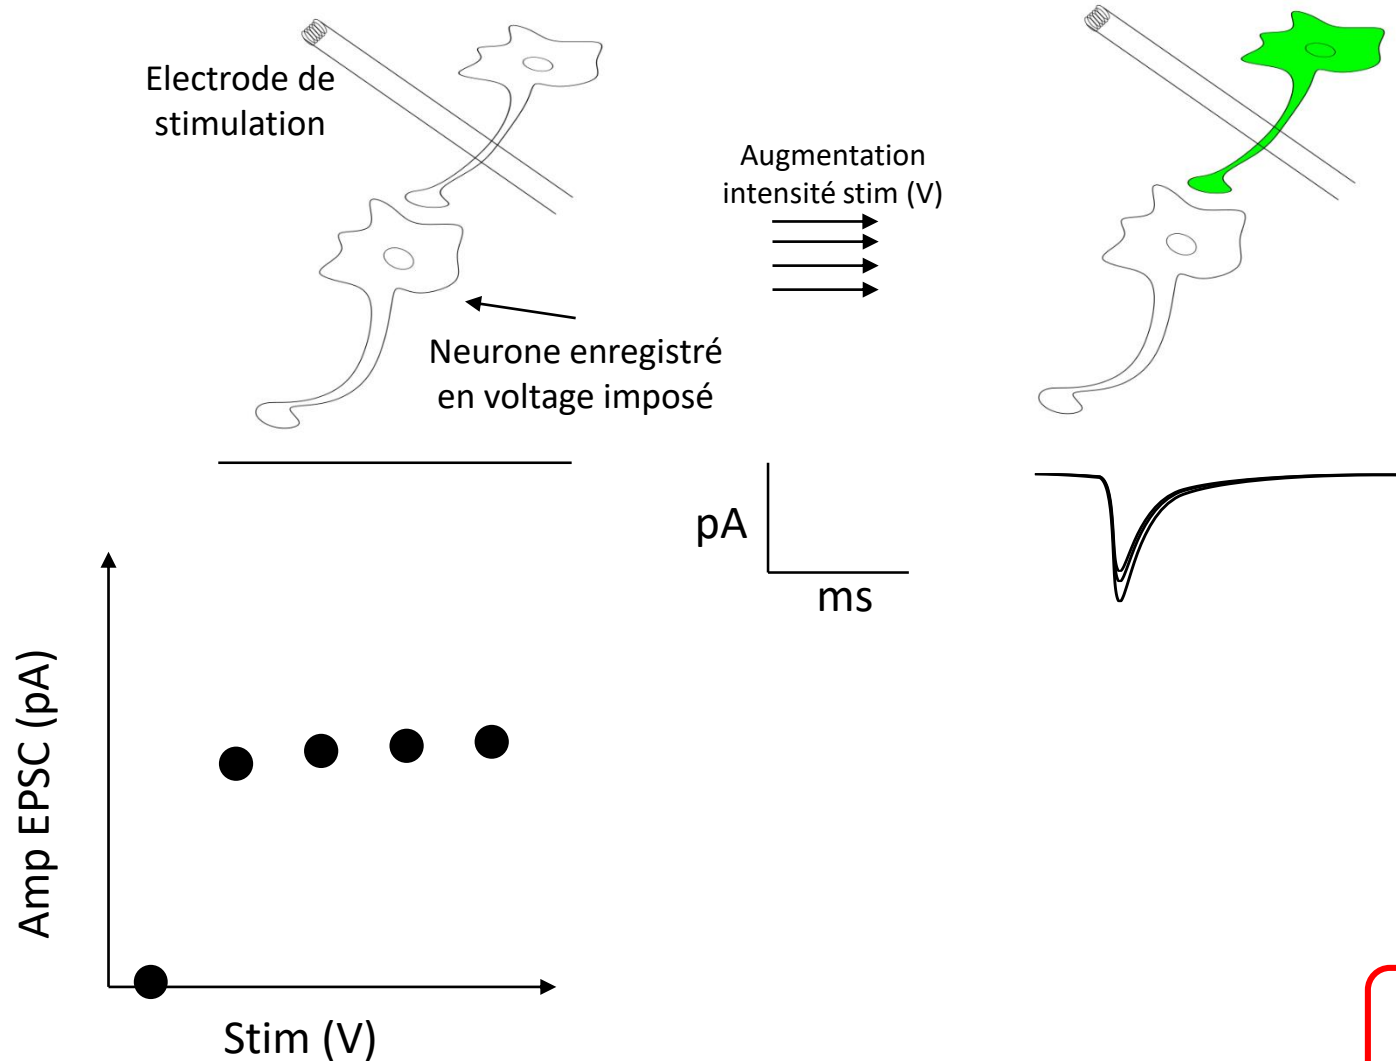 Electrode de
stimulation
Augmentation
intensité stim (V)
Neurone enregistré
en voltage imposé
pA
ms
Amp EPSC (pA)
Stim (V)